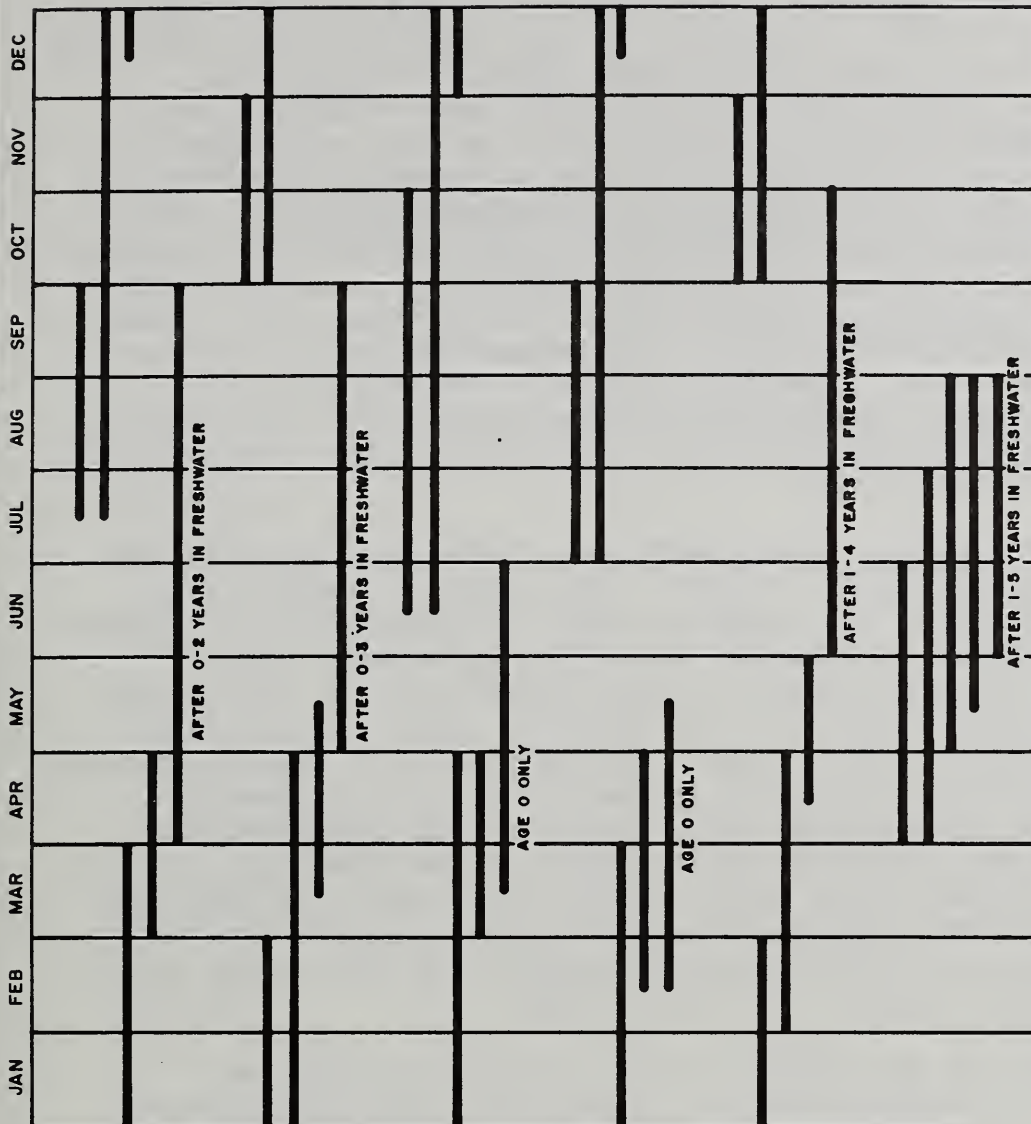 JAN
FEB
MAR
APR
MAY
JUN
JUL
AUG
SEP
OCT
NOV
DEC
AFTER 0-2 YEARS IN FRESHWATER
AFTER 0-3 YEARS IN FRESHWATER
AGE 0 ONLY
AGE 0 ONLY
AFTER 1-4 YEARS IN FRESHWATER
AFTER 1-5 YEARS IN FRESHWATER